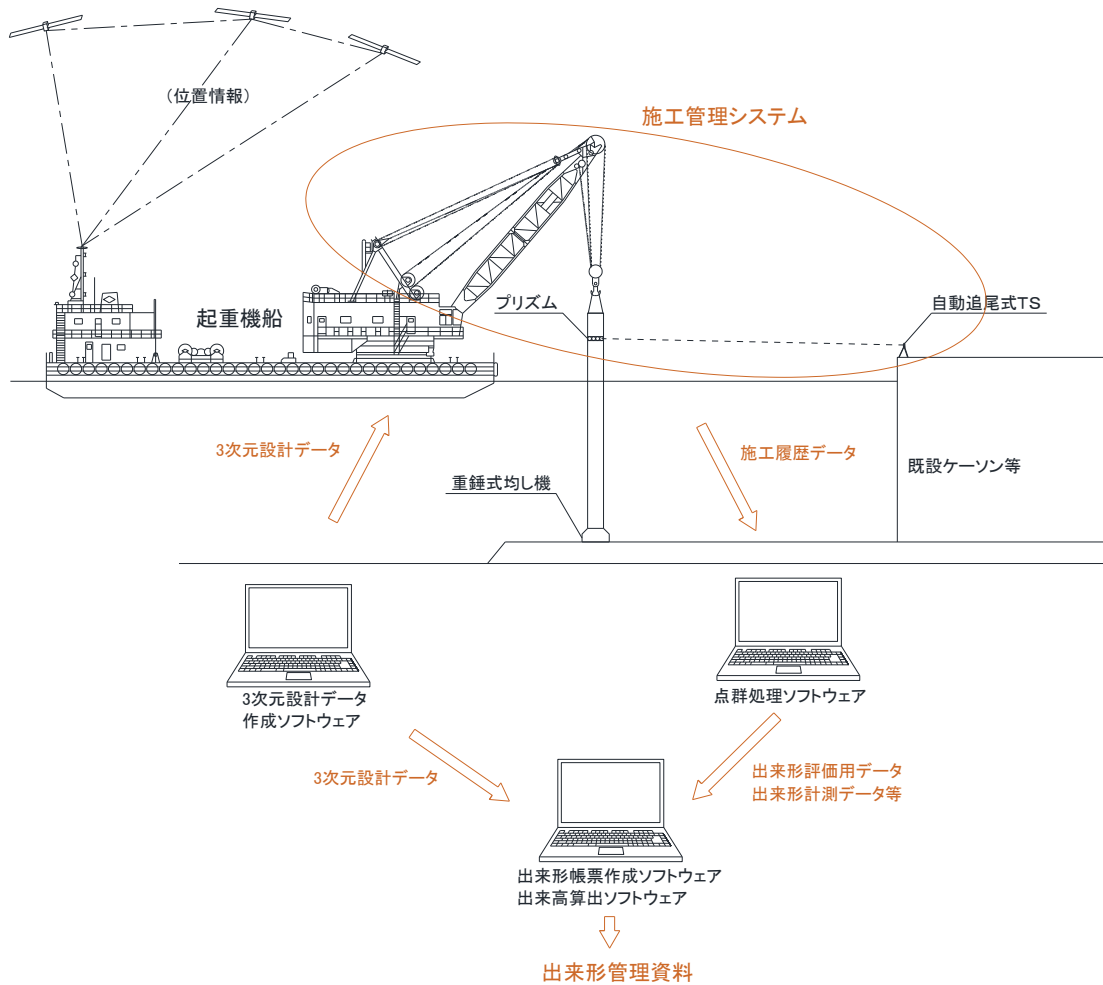 (位置情報)
施工管理システム
プリズム
自動追尾式TS
起重機船
3次元設計データ
施工履歴データ
既設ケーソン等
重錘式均し機
3次元設計データ
作成ソフトウェア
点群処理ソフトウェア
3次元設計データ
出来形評価用データ
出来形計測データ等
出来形帳票作成ソフトウェア
出来高算出ソフトウェア
出来形管理資料